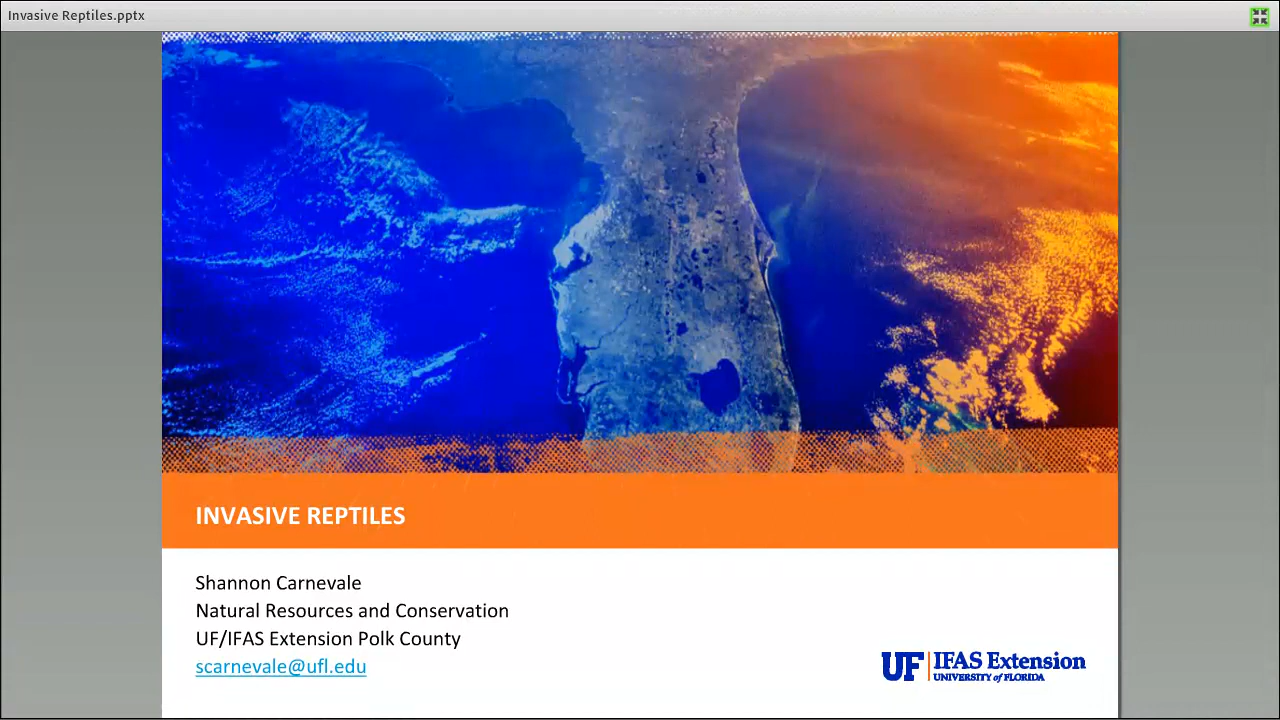 Invasive Reptiles.pptx
INVASIVE REPTILES
Shannon Carnevale
Natural Resources and Conservation
UF/IFAS Extension Polk County
scarnevale@ufl.edu
UF IFAS Extension
UNIVERSITY of FLORIDA